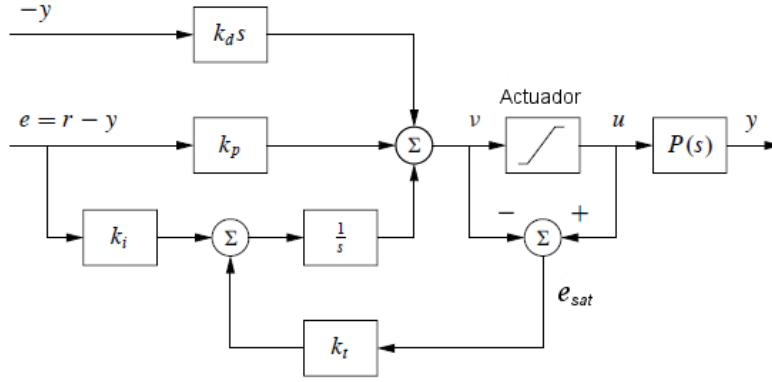 −y
k_d s
Actuador
e = r − y
k_p
Σ
v
u
P(s)
y
k_i
Σ
1/s
−
+
Σ
e_sat
k_t